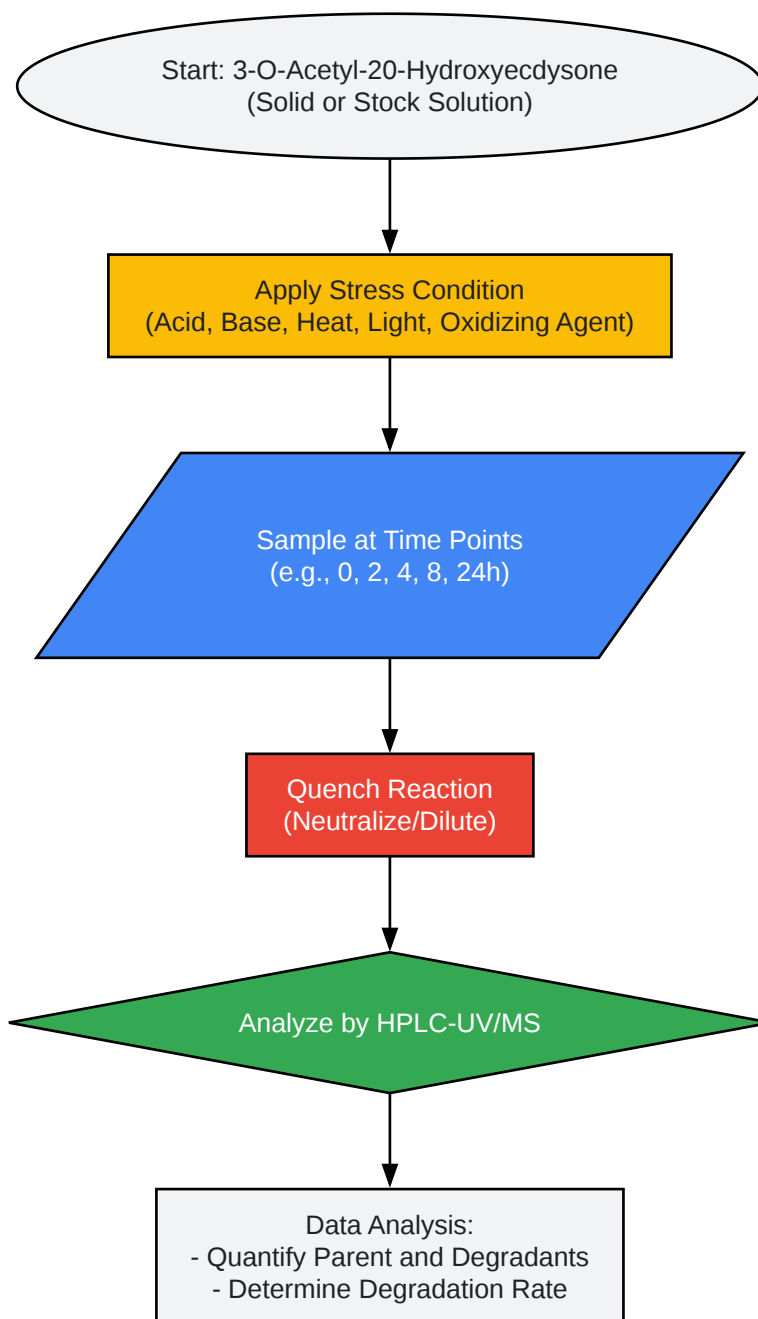 Start: 3-O-Acetyl-20-Hydroxyecdysone
(Solid or Stock Solution)
Apply Stress Condition
(Acid, Base, Heat, Light, Oxidizing Agent)
Sample at Time Points
(e.g., 0, 2, 4, 8, 24h)
Quench Reaction
(Neutralize/Dilute)
Analyze by HPLC-UV/MS
Data Analysis:
- Quantify Parent and Degradants
- Determine Degradation Rate